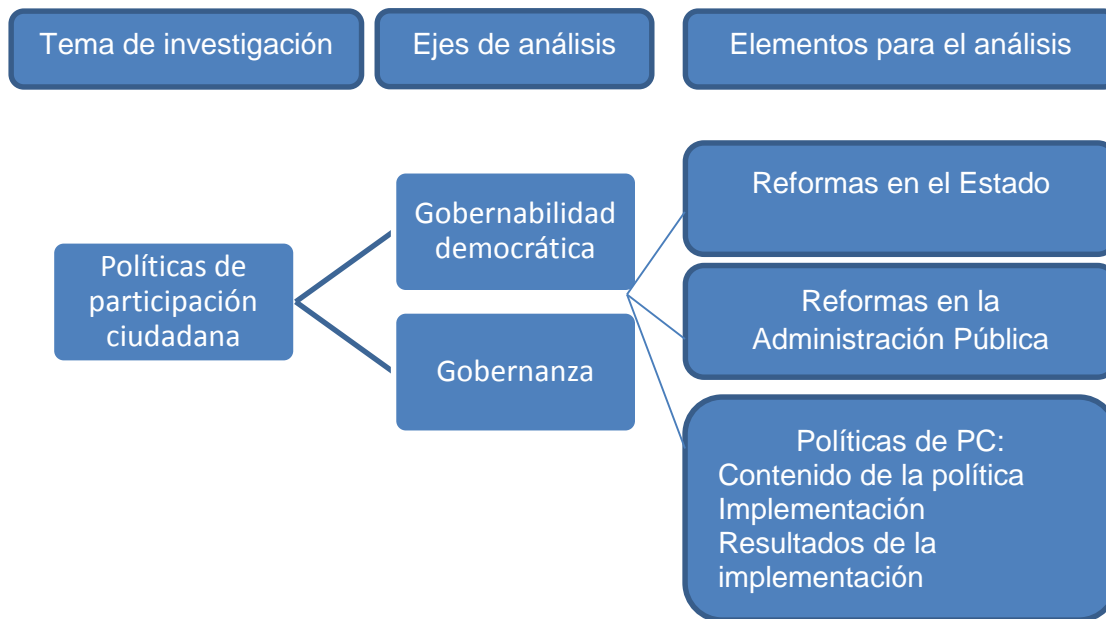 Tema de investigación
Ejes de análisis
Elementos para el análisis
Políticas de
participación
ciudadana
Gobernabilidad
democrática
Gobernanza
Reformas en el Estado
Reformas en la
Administración Pública
Políticas de PC:
Contenido de la política
Implementación
Resultados de la
implementación